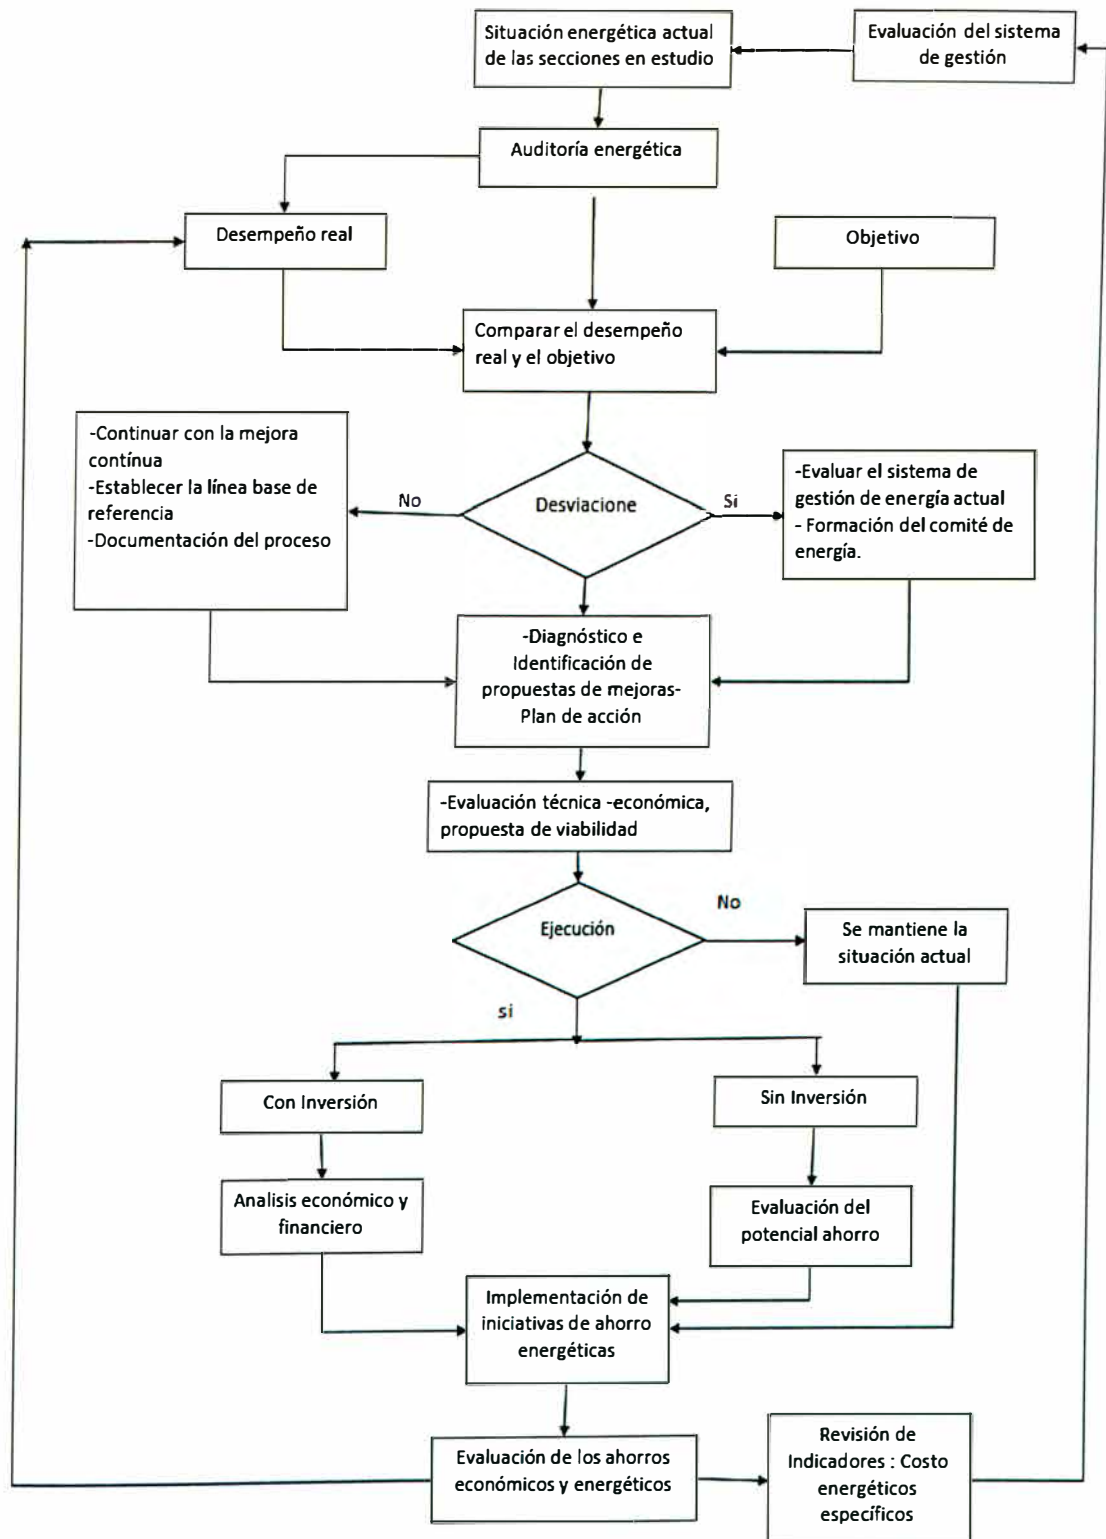 Situación energética actual
de las secciones en estudio
Evaluación del sistema
de gestión
Auditoría energética
Desempeño real
Objetivo
Comparar el desempeño
real y el objetivo
-Continuar con la mejora
contínua
-Establecer la línea base de
referencia
-Documentación del proceso
No
Desviacione
Si
-Evaluar el sistema de
gestión de energía actual
- Formación del comité de
energía.
-Diagnóstico e
Identificación de
propuestas de mejoras-
Plan de acción
-Evaluación técnica -económica,
propuesta de viabilidad
Ejecución
No
Se mantiene la
situación actual
si
Con Inversión
Sin Inversión
Analisis económico y
financiero
Evaluación del
potencial ahorro
Implementación de
iniciativas de ahorro
energéticas
Evaluación de los ahorros
económicos y energéticos
Revisión de
Indicadores : Costo
energéticos
específicos